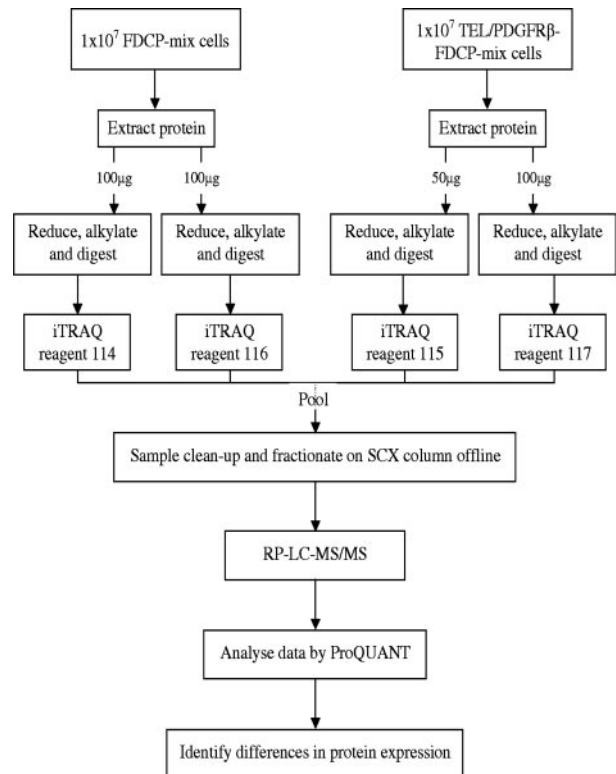 1x10⁷ FDCP-mix cells
1x10⁷ TEL/PDGFRβ-
FDCP-mix cells
Extract protein
Extract protein
100µg
100µg
50µg
100µg
Reduce, alkylate
and digest
Reduce, alkylate
and digest
Reduce, alkylate
and digest
Reduce, alkylate
and digest
iTRAQ
reagent 114
iTRAQ
reagent 116
iTRAQ
reagent 115
iTRAQ
reagent 117
Pool
Sample clean-up and fractionate on SCX column offline
RP-LC-MS/MS
Analyse data by ProQUANT
Identify differences in protein expression